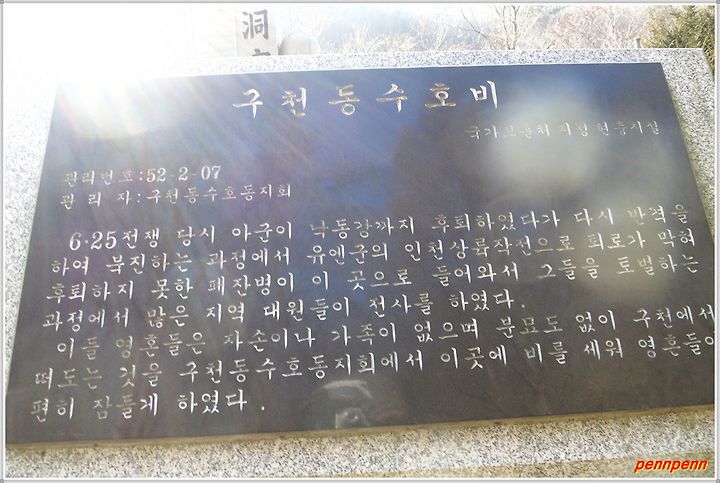 洞
구천동수호비
국가보훈처 지정 현충시설
관리번호:52-2-07
관 리 자:구천동수호동지회
6·25전쟁 당시 아군이 낙동강까지 후퇴하였다가 다시 반격을
하여 북진하는 과정에서 유엔군의 인천상륙작전으로 퇴로가 막혀
후퇴하지 못한 패잔병이 이 곳으로 들어와서 그들을 토벌하는
과정에서 많은 지역 대원들이 전사를 하였다.
이들 영혼들은 자손이나 가족이 없으며 분묘도 없이 구천에서
떠도는 것을 구천동수호동지회에서 이곳에 비를 세워 영혼들이
편히 잠들게 하였다.
pennpenn